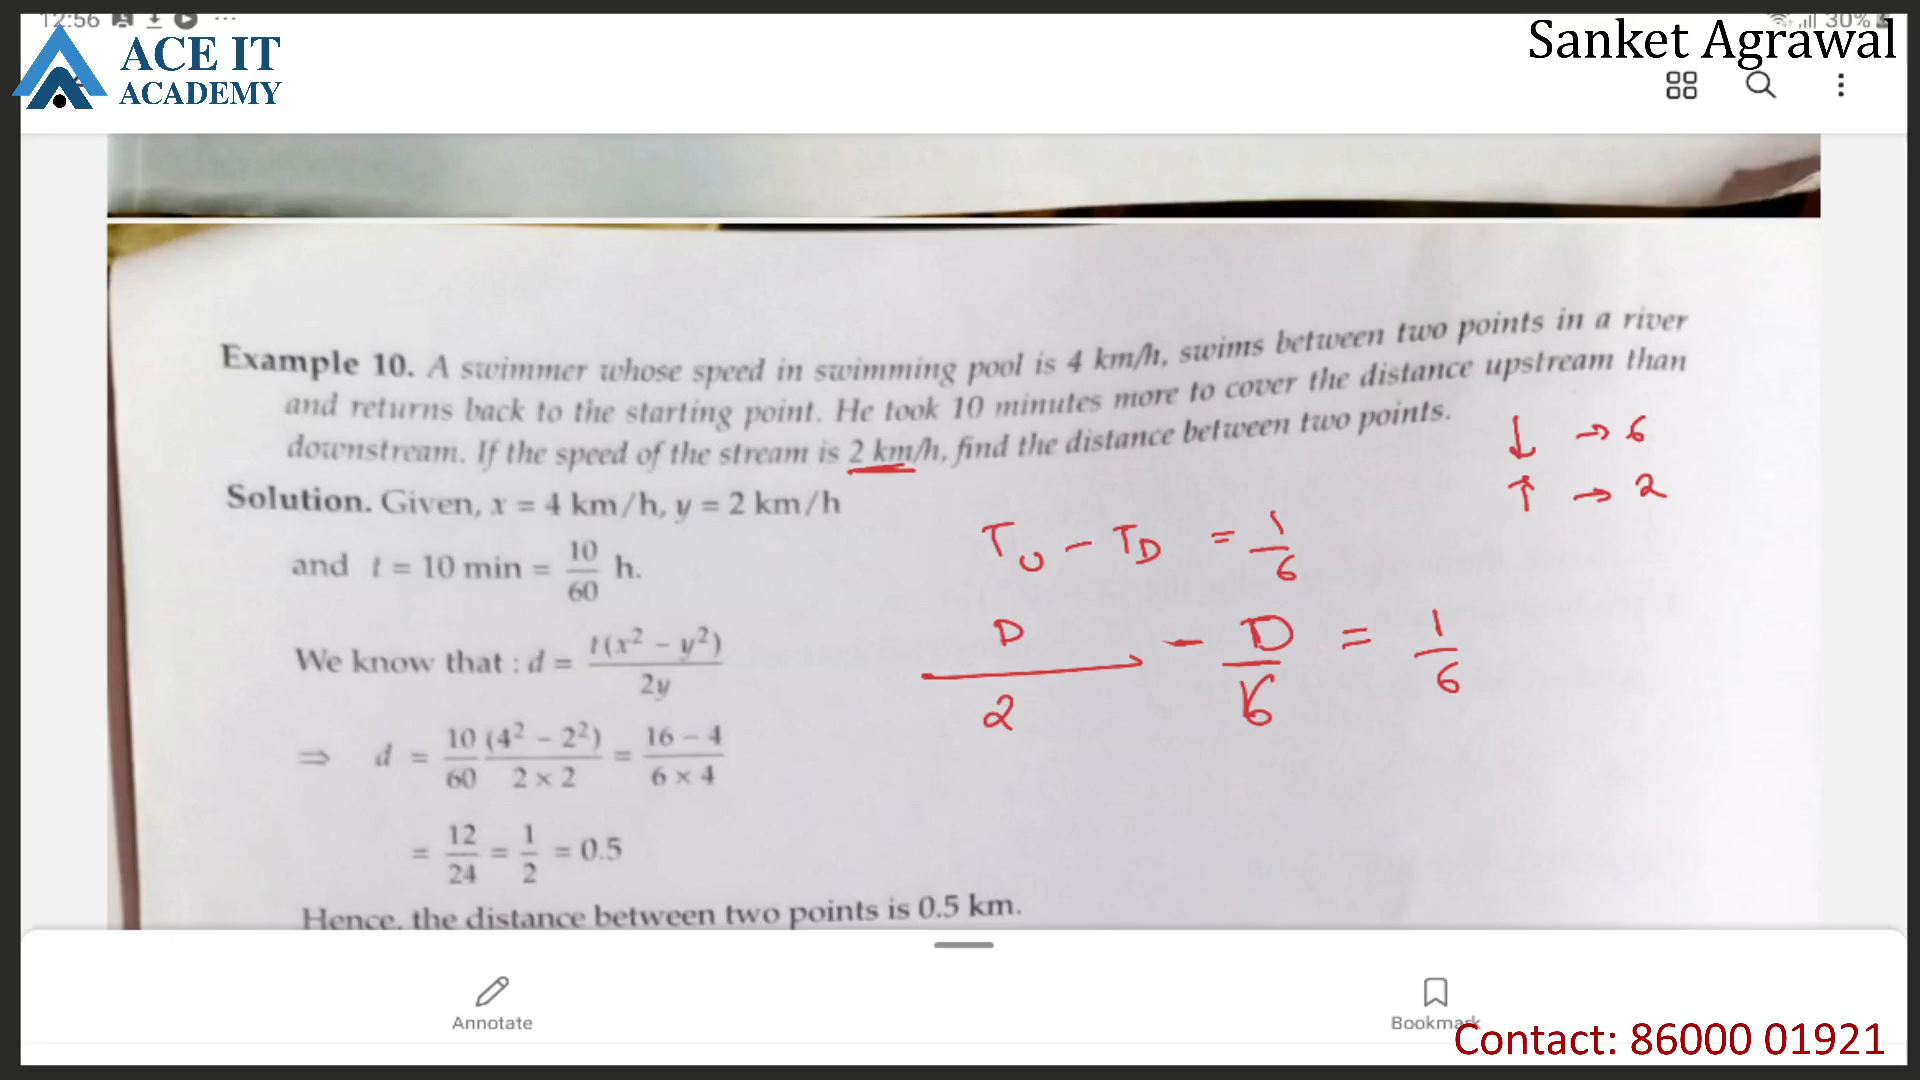 12:56
30%
ACE IT
ACADEMY
Sanket Agrawal
Example 10. A swimmer whose speed in swimming pool is 4 km/h, swims between two points in a river
and returns back to the starting point. He took 10 minutes more to cover the distance upstream than
downstream. If the speed of the stream is 2 km/h, find the distance between two points.
↓ → 6
↑ → 2
Solution. Given, x = 4 km/h, y = 2 km/h
and t = 10 min = 10/60 h.
T_U - T_D = 1/6
We know that : d = t(x² - y²)/2y
D/2 - D/6 = 1/6
⇒ d = 10/60 (4² - 2²)/2 × 2 = 16 - 4/6 × 4
= 12/24 = 1/2 = 0.5
Hence, the distance between two points is 0.5 km.
Annotate
Bookmark
Contact: 86000 01921